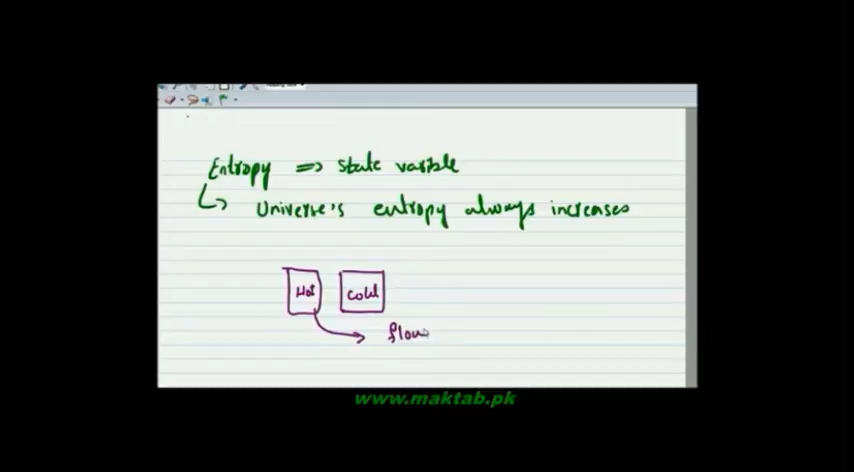 Entropy => state variable
↳ Universe's entropy always increases
Hot cold
flow
www.maktab.pk